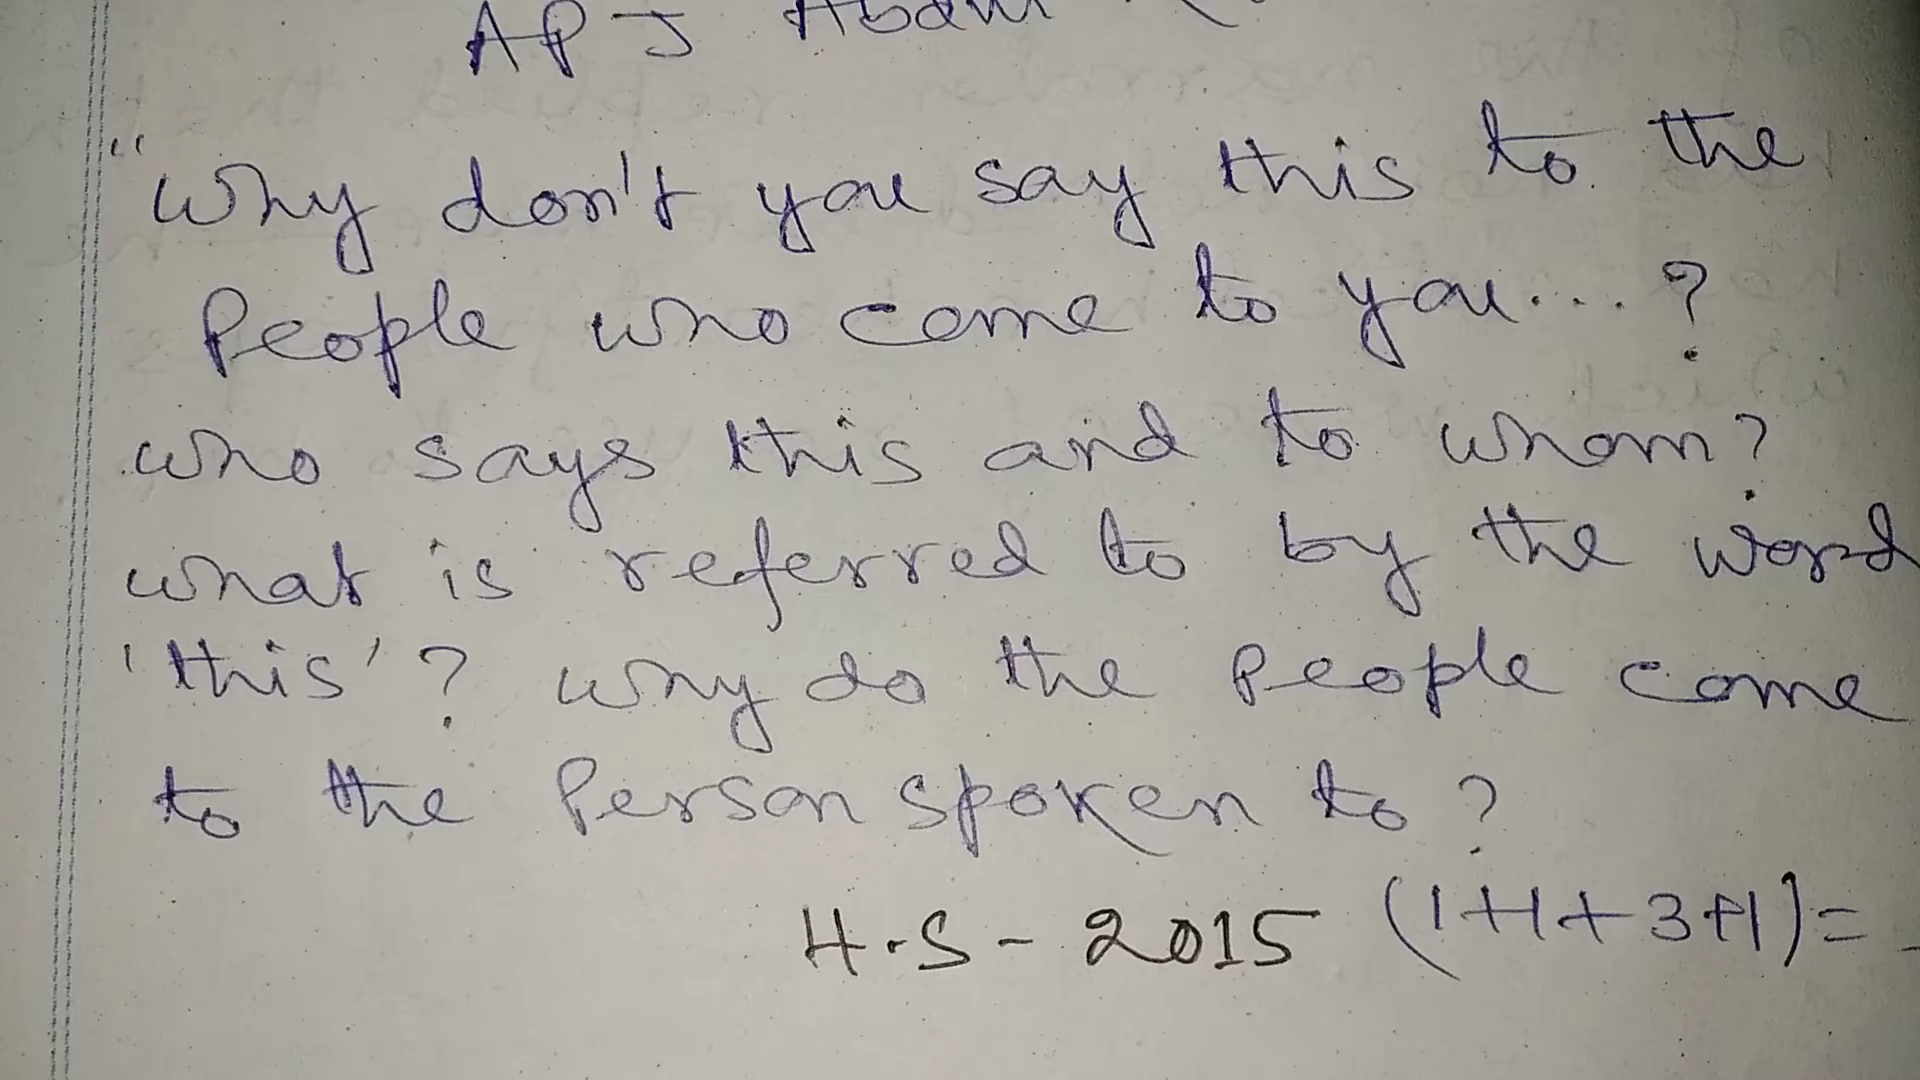 APJ Abdul
"Why don't you say this to the
People who come to you...?
who says this and to whom?
what is referred to by the word
'this'? why do the people come
to the Person spoken to?
H.S - 2015 (1+1+3+1)=